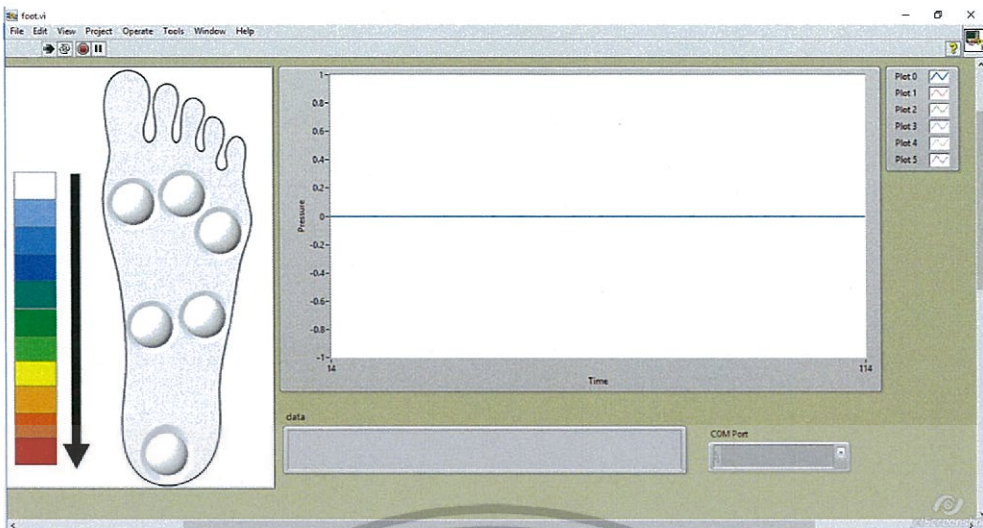 foot.vi
File Edit View Project Operate Tools Window Help
Plot 0
Plot 1
Plot 2
Plot 3
Plot 4
Plot 5
Pressure
1
0.8
0.6
0.4
0.2
0
-0.2
-0.4
-0.6
-0.8
-1
14
114
Time
data
COM Port